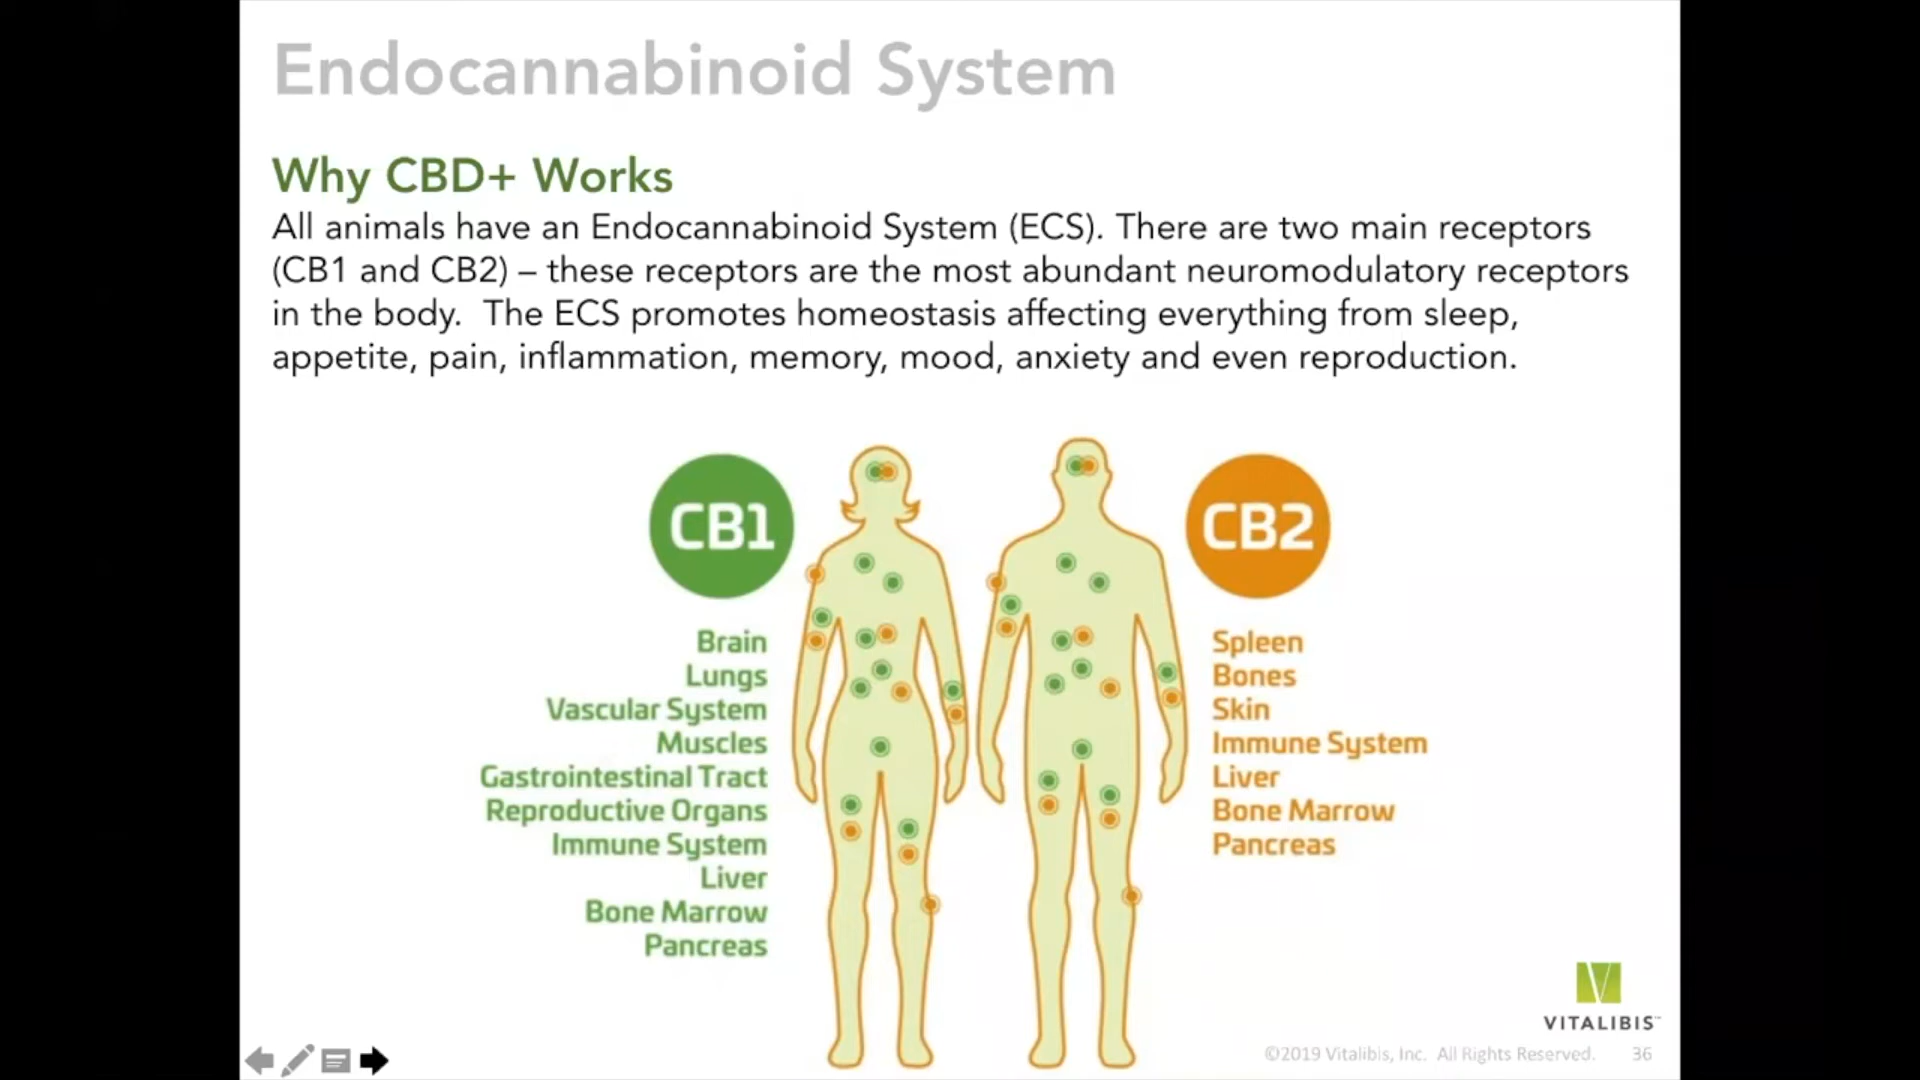 Endocannabinoid System
Why CBD+ Works
All animals have an Endocannabinoid System (ECS). There are two main receptors
(CB1 and CB2) – these receptors are the most abundant neuromodulatory receptors
in the body.  The ECS promotes homeostasis affecting everything from sleep,
appetite, pain, inflammation, memory, mood, anxiety and even reproduction.
CB1
Brain
Lungs
Vascular System
Muscles
Gastrointestinal Tract
Reproductive Organs
Immune System
Liver
Bone Marrow
Pancreas
CB2
Spleen
Bones
Skin
Immune System
Liver
Bone Marrow
Pancreas
V
VITALIBIS™
©2019 Vitalibis, Inc. All Rights Reserved. 36